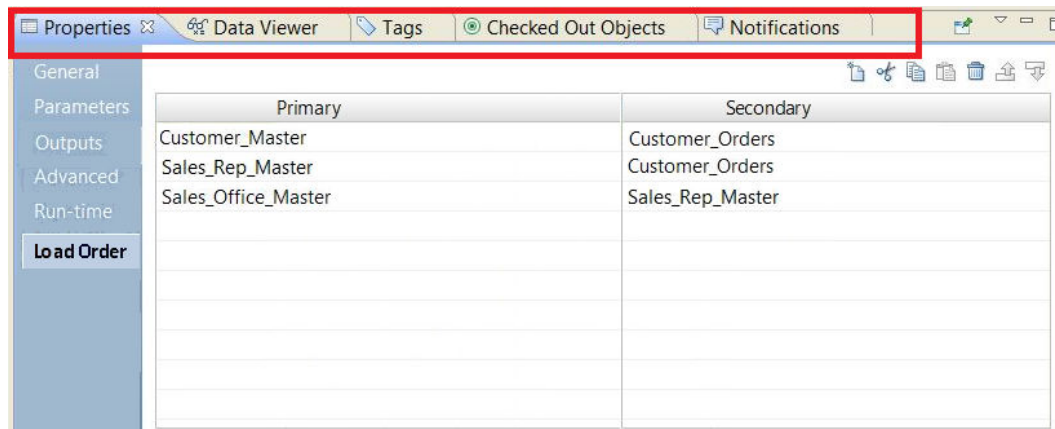 Properties Data Viewer Tags Checked Out Objects Notifications
General
Parameters
Outputs
Advanced
Run-time
Load Order
Primary Secondary
Customer_Master Customer_Orders
Sales_Rep_Master Customer_Orders
Sales_Office_Master Sales_Rep_Master